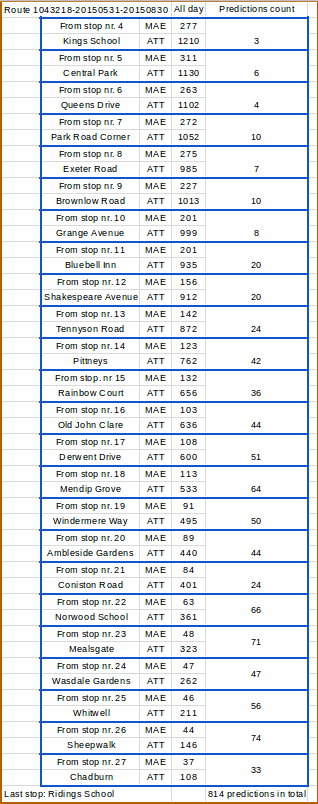 Route 1043218-20150531-20150830 All day Predictions count
From stop nr. 4 MAE 277
Kings School ATT 1210 3
From stop nr. 5 MAE 311
Central Park ATT 1130 6
From stop nr. 6 MAE 263
Queens Drive ATT 1102 4
From stop nr. 7 MAE 272
Park Road Corner ATT 1052 10
From stop nr. 8 MAE 275
Exeter Road ATT 985 7
From stop nr. 9 MAE 227
Brownlow Road ATT 1013 10
From stop nr. 10 MAE 201
Grange Avenue ATT 999 8
From stop nr. 11 MAE 201
Bluebell Inn ATT 935 20
From stop nr. 12 MAE 156
Shakespeare Avenue ATT 912 20
From stop nr. 13 MAE 142
Tennyson Road ATT 872 24
From stop nr. 14 MAE 123
Pittneys ATT 762 42
From stop. nr 15 MAE 132
Rainbow Court ATT 656 36
From stop nr. 16 MAE 103
Old John Clare ATT 636 44
From stop nr. 17 MAE 108
Derwent Drive ATT 600 51
From stop nr. 18 MAE 113
Mendip Grove ATT 533 64
From stop nr. 19 MAE 91
Windermere Way ATT 495 50
From stop nr. 20 MAE 89
Ambleside Gardens ATT 440 44
From stop nr. 21 MAE 84
Coniston Road ATT 401 24
From stop nr. 22 MAE 63
Norwood School ATT 361 66
From stop nr. 23 MAE 48
Mealsgate ATT 323 71
From stop nr. 24 MAE 47
Wasdale Gardens ATT 262 47
From stop nr. 25 MAE 46
Whitwell ATT 211 56
From stop nr. 26 MAE 44
Sheepwalk ATT 146 74
From stop nr. 27 MAE 37
Chadburn ATT 108 33
Last stop: Ridings School 814 predictions in total